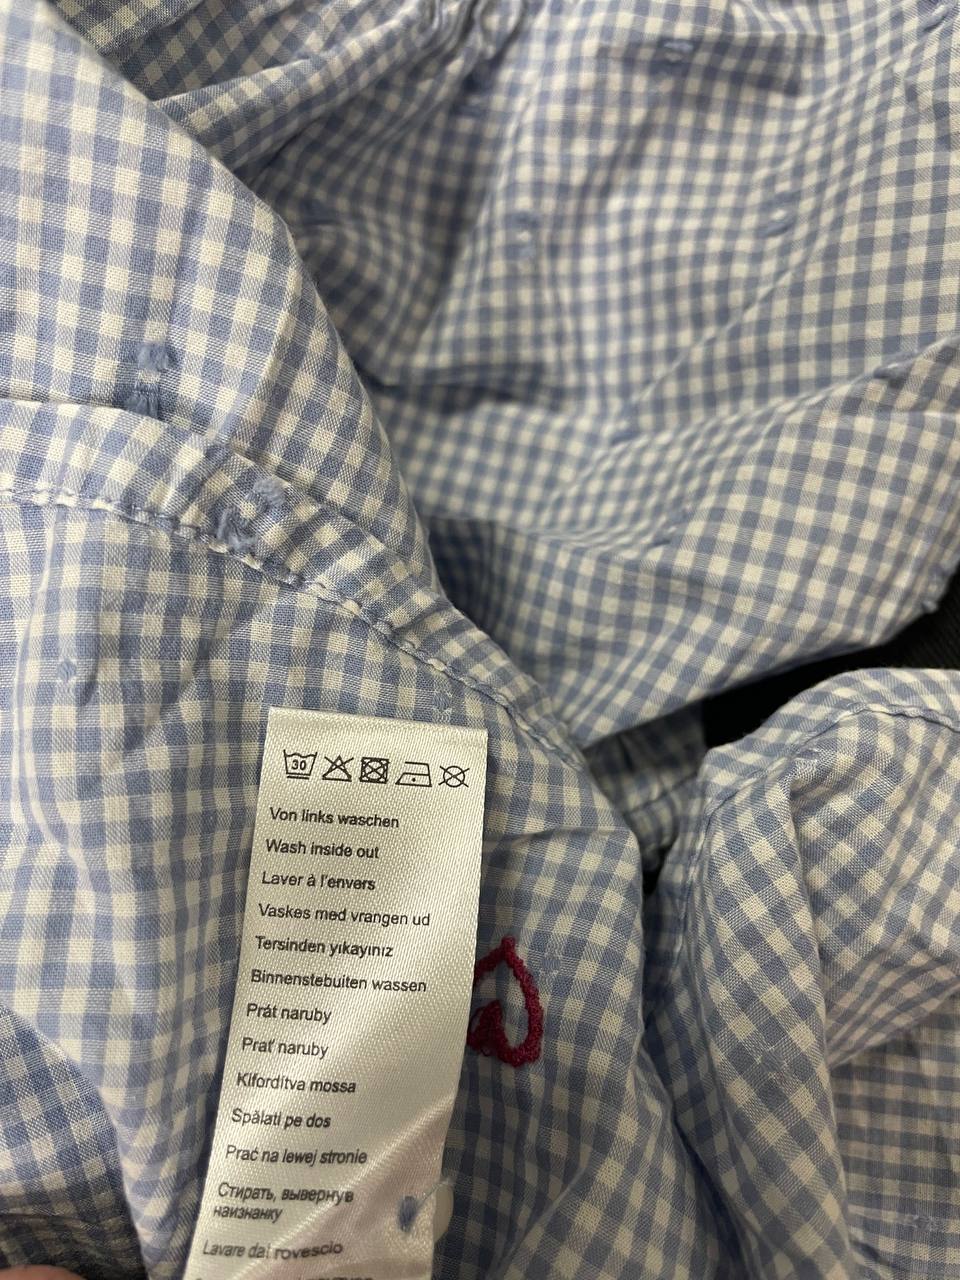 30
Von links waschen
Wash inside out
Laver à l'envers
Vaskes med vrangen ud
Tersinden yıkayınız
Binnenstebuiten wassen
Prát naruby
Prať naruby
Kifordítva mossa
Spălati pe dos
Prać na lewej stronie
Стирать, вывернув
наизнанку
Lavare dal rovescio